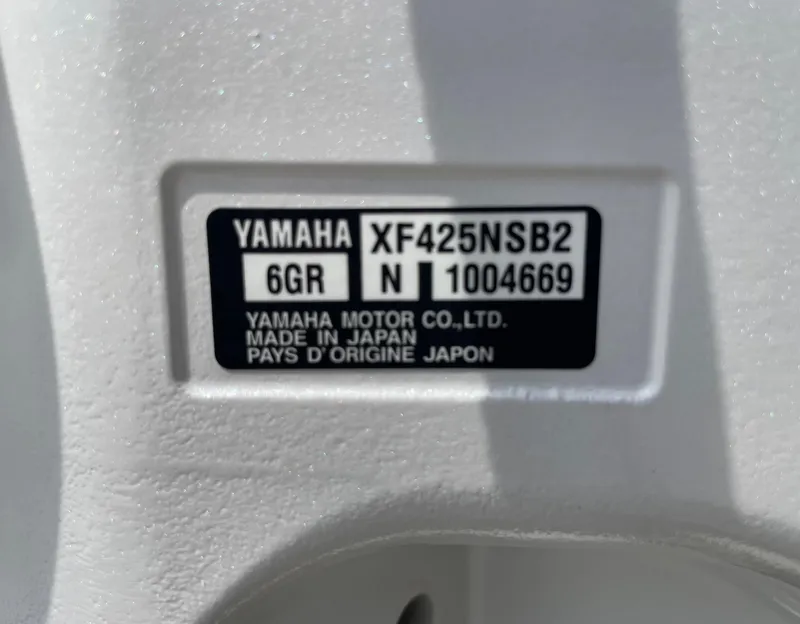 YAMAHA XF425NSB2
6GR N 1004669
YAMAHA MOTOR CO.,LTD.
MADE IN JAPAN
PAYS D'ORIGINE JAPON